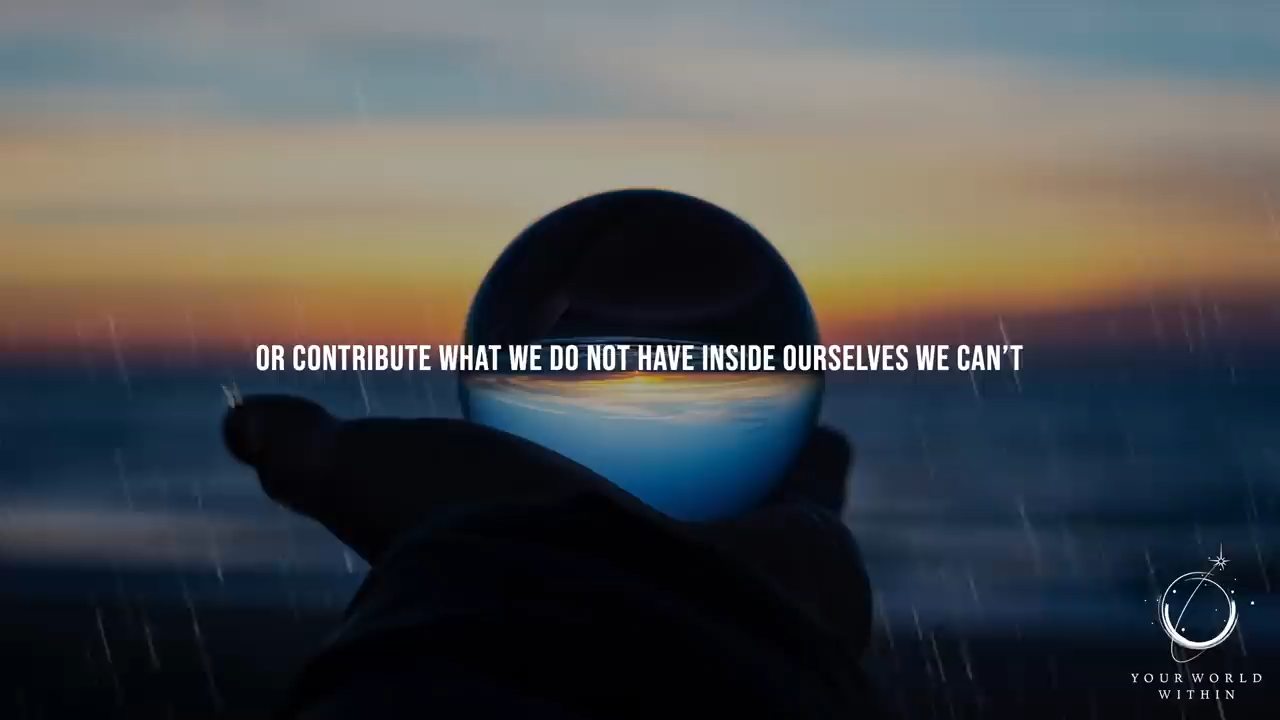 OR CONTRIBUTE WHAT WE DO NOT HAVE INSIDE OURSELVES WE CAN’T
YOUR WORLD
WITHIN